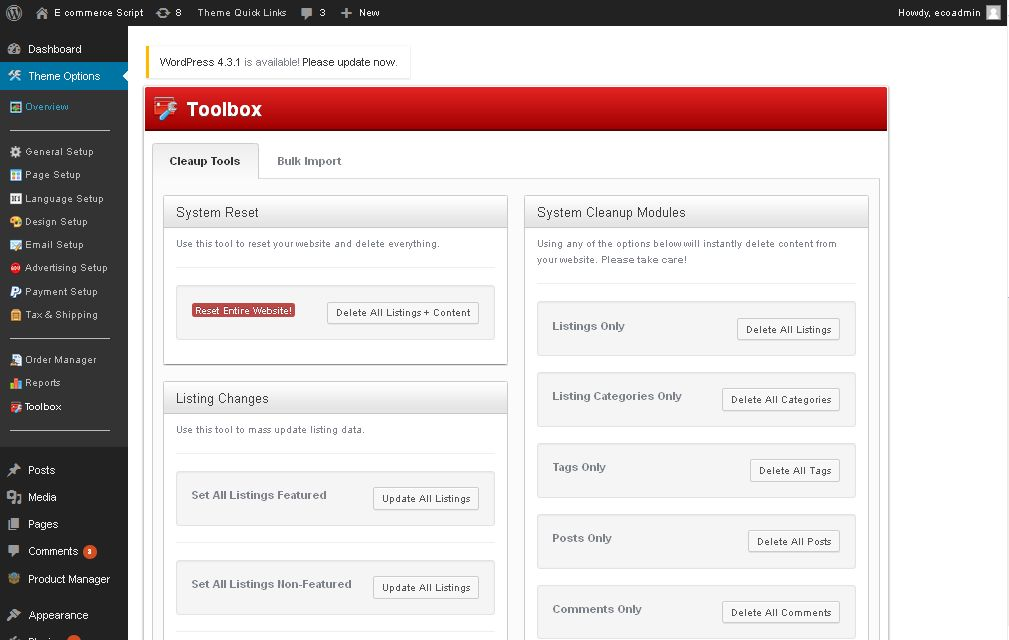 E commerce Script
8
Theme Quick Links
3
New
Howdy, ecoadmin
Dashboard
Theme Options
Overview
General Setup
Page Setup
Language Setup
Design Setup
Email Setup
Advertising Setup
Payment Setup
Tax & Shipping
Order Manager
Reports
Toolbox
Posts
Media
Pages
Comments 3
Product Manager
Appearance
WordPress 4.3.1 is available! Please update now.
Toolbox
Cleaup Tools
Bulk Import
System Reset
Use this tool to reset your website and delete everything.
Reset Entire Website!
Delete All Listings + Content
Listing Changes
Use this tool to mass update listing data.
Set All Listings Featured
Update All Listings
Set All Listings Non-Featured
Update All Listings
System Cleanup Modules
Using any of the options below will instantly delete content from
your website. Please take care!
Listings Only
Delete All Listings
Listing Categories Only
Delete All Categories
Tags Only
Delete All Tags
Posts Only
Delete All Posts
Comments Only
Delete All Comments